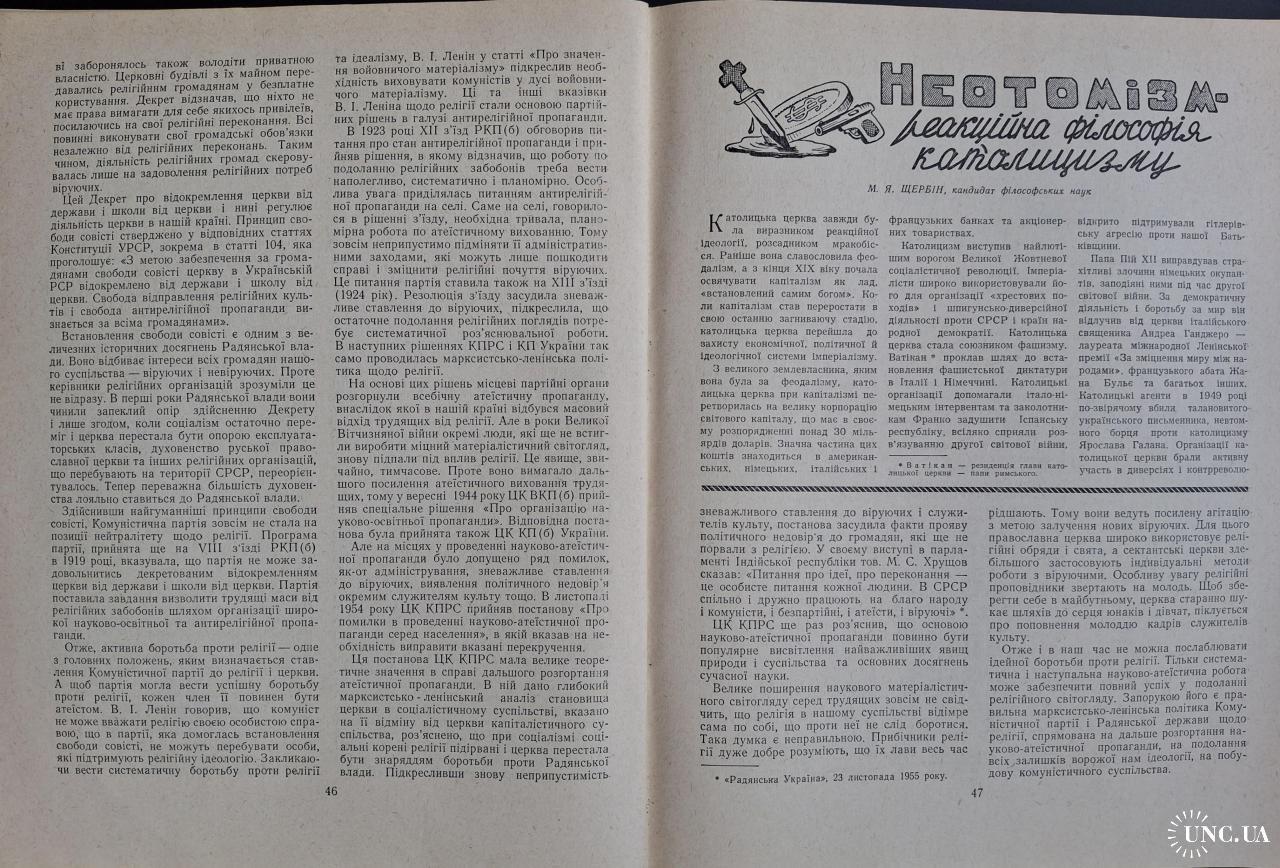 ві заборонялось також володіти приватною
власністю. Церковні будівлі з їх майном пере-
давались релігійним громадянам у безплатне
користування. Декрет відзначав, що ніхто не
має права вимагати для себе якихось привілеїв,
посилаючись на свої релігійні переконання. Всі
повинні виконувати свої громадські обов'язки
незалежно від релігійних переконань. Таким
чином, діяльність релігійних громад скерову-
валась лише на задоволення релігійних потреб
віруючих.
Цей Декрет про відокремлення церкви від
держави і школи від церкви і нині регулює
діяльність церкви в нашій країні. Принцип сво-
боди совісті стверджено у відповідних статтях
Конституції УРСР, зокрема в статті 104, яка
проголошує: «З метою забезпечення за грома-
дянами свободи совісті церкву в Українській
РСР відокремлено від держави і школу від
церкви. Свобода відправлення релігійних куль-
тів і свобода антирелігійної пропаганди виз-
нається за всіма громадянами».
Встановлення свободи совісті є одним з ве-
личезних історичних досягнень Радянської вла-
ди. Воно відбиває інтереси всіх громадян нашо-
го суспільства — віруючих і невіруючих. Проте
керівники релігійних організацій зрозуміли це
не відразу. В перші роки Радянської влади вони
чинили запеклий опір здійсненню Декрету
і лише згодом, коли соціалізм остаточно пере-
міг і церква перестала бути опорою експлуата-
торських класів, духовенство руської право-
славної церкви та інших релігійних організацій,
що перебувають на території СРСР, переорієн-
тувалось. Тепер переважна більшість духовен-
ства лояльно ставиться до Радянської влади.
Здійснивши найгуманніші принципи свободи
совісті, Комуністична партія зовсім не стала на
позиції нейтралітету щодо релігії. Програма
партії, прийнята ще на VIII з'їзді РКП(б)
в 1919 році, вказувала, що партія не може за-
довольнитись декретованим відокремленням
церкви від держави і школи від церкви. Партія
поставила завдання визволити трудящі маси від
релігійних забобонів шляхом організації широ-
кої науково-освітньої та антирелігійної пропа-
ганди.
Отже, активна боротьба проти релігії — одне
з головних положень, яким визначається став-
лення Комуністичної партії до релігії і церкви.
А щоб партія могла вести успішну боротьбу
проти релігії, кожен член її повинен бути
атеїстом. В. І. Ленін говорив, що комуніст
не може вважати релігію своєю особистою спра-
вою, що в партії, яка домоглась встановлення
свободи совісті, не можуть перебувати особи,
які підтримують релігійну ідеологію. Закликаю-
чи вести систематичну боротьбу проти релігії
та ідеалізму, В. І. Ленін у статті «Про значен-
ня войовничого матеріалізму» підкреслив необ-
хідність виховувати комуністів у дусі войовни-
чого матеріалізму. Ці та інші вказівки
В. І. Леніна щодо релігії стали основою партій-
них рішень в галузі антирелігійної пропаганди.
В 1923 році XII з'їзд РКП(б) обговорив пи-
тання про стан антирелігійної пропаганди і при-
йняв рішення, в якому відзначив, що роботу по
подоланню релігійних забобонів треба вести
наполегливо, систематично і планомірно. Особ-
лива увага приділялась питанням антирелігій-
ної пропаганди на селі. Саме на селі, говорило-
ся в рішенні з'їзду, необхідна тривала, плано-
мірна робота по атеїстичному вихованню. Тому
зовсім неприпустимо підміняти її адміністратив-
ними заходами, які можуть лише пошкодити
справі і зміцнити релігійні почуття віруючих.
Це питання партія ставила також на XIII з'їзді
(1924 рік). Резолюція з'їзду засудила зневаж-
ливе ставлення до віруючих, підкреслила, що
остаточне подолання релігійних поглядів потре-
бує систематичної роз'яснювальної роботи.
В наступних рішеннях КПРС і КП України так
само проводилась марксистсько-ленінська полі-
тика щодо релігії.
На основі цих рішень місцеві партійні органи
розгорнули всебічну атеїстичну пропаганду,
внаслідок якої в нашій країні відбувся масовий
відхід трудящих від релігії. Але в роки Великої
Вітчизняної війни окремі люди, які ще не встиг-
ли виробити міцний матеріалістичний світогляд,
знову підпали під вплив релігії. Це явище, зви-
чайно, тимчасове. Проте воно вимагало даль-
шого посилення атеїстичного виховання трудя-
щих, тому у вересні 1944 року ЦК ВКП(б) прий-
няв спеціальне рішення «Про організацію на-
уково-освітньої пропаганди». Відповідна поста-
нова була прийнята також ЦК КП(б) України.
Але на місцях у проведенні науково-атеїстич-
ної пропаганди було допущено ряд помилок,
як-от адміністрування, зневажливе ставлення
до віруючих, виявлення політичного недовір'я
окремим служителям культу тощо. В листопаді
1954 року ЦК КПРС прийняв постанову «Про
помилки в проведенні науково-атеїстичної про-
паганди серед населення», в якій вказав на не-
обхідність виправити вказані перекручення.
Ця постанова ЦК КПРС мала велике теоре-
тичне значення в справі дальшого розгортання
атеїстичної пропаганди. В ній дано глибокий
марксистсько-ленінський аналіз становища
церкви в соціалістичному суспільстві, вказано
на її відміну від церкви капіталістичного су-
спільства, роз'яснено, що при соціалізмі соці-
альні корені релігії підірвані і церква перестала
бути знаряддям боротьби проти Радянської
влади. Підкресливши знову неприпустимість
46
Неотомізм-
реакційна філософія
католицизму
М. Я. ЩЕРБІН, кандидат філософських наук
Католицька церква завжди бу-
ла виразником реакційної
ідеології, розсадником мракобіс-
ся. Раніше вона славословила фео-
далізм, а з кінця XIX віку почала
освячувати капіталізм як лад,
«встановлений самим богом». Ко-
ли капіталізм став переростати в
свою останню загниваючу стадію,
католицька церква перейшла до
захисту економічної, політичної й
ідеологічної системи імперіалізму.
З великого землевласника, яким
вона була за феодалізму, като-
лицька церква при капіталізмі пе-
ретворилась на велику корпорацію
світового капіталу, що має в своє-
му розпорядженні понад 30 міль-
ярдів доларів. Значна частина цих
коштів знаходиться в американ-
ських, німецьких, італійських і
французьких банках та акціонер-
них товариствах.
Католицизм виступив найлюті-
шим ворогом Великої Жовтневої
соціалістичної революції. Імперіа-
лісти широко використовували йо-
го для організації «хрестових по-
ходів» і шпигунсько-диверсійної
діяльності проти СРСР і країн на-
родної демократії. Католицька
церква стала союзником фашизму.
Ватікан * проклав шлях до вста-
новлення фашистської диктатури
в Італії і Німеччині. Католицькі
організації допомагали італо-ні-
мецьким інтервентам та заколотни-
кам Франко задушити Іспанську
республіку, всіляко сприяли роз-
в'язуванню другої світової війни,
* Ватікан — резиденція глави като-
лицької церкви — папи римського.
відкрито підтримували гітлерів-
ську агресію проти нашої Бать-
ківщини.
Папа Пій XII виправдував стра-
хітливі злочини німецьких окупан-
тів, заподіяні ними під час другої
світової війни. За демократичну
діяльність і боротьбу за мир він
відлучив від церкви італійського
священика Андреа Ганджеро —
лауреата міжнародної Ленінської
премії «За зміцнення миру між на-
родами», французького абата Жа-
на Бульє та багатьох інших.
Католицькі агенти в 1949 році
по-звірячому вбили талановитого
українського письменника, невтом-
ного борця проти католицизму
Ярослава Галана. Організації ка-
толицької церкви брали активну
участь в диверсіях і контрреволю-
зневажливого ставлення до віруючих і служи-
телів культу, постанова засудила факти прояву
політичного недовір'я до громадян, які ще не
порвали з релігією. У своєму виступі в парла-
менті Індійської республіки тов. М. С. Хрущов
сказав: «Питання про ідеї, про переконання —
це особисте питання кожної людини. В СРСР
спільно і дружно працюють на благо народу
і комуністи, і безпартійні, і атеїсти, і віруючі» *.
ЦК КПРС ще раз роз'яснив, що основою
науково-атеїстичної пропаганди повинно бути
популярне висвітлення найважливіших явищ
природи і суспільства та основних досягнень
сучасної науки.
Велике поширення наукового матеріалістич-
ного світогляду серед трудящих зовсім не свід-
чить, що релігія в нашому суспільстві відімре
сама по собі, що проти неї не слід боротися.
Така думка є неправильною. Прибічники релі-
гії дуже добре розуміють, що їх лави весь час
* «Радянська Україна», 23 листопада 1955 року.
рідшають. Тому вони ведуть посилену агітацію
з метою залучення нових віруючих. Для цього
православна церква широко використовує релі-
гійні обряди і свята, а сектантські церкви зде-
більшого застосовують індивідуальні методи
роботи з віруючими. Особливу увагу релігійні
проповідники звертають на молодь. Щоб збе-
регти себе в майбутньому, церква старанно шу-
кає шляхів до серця юнаків і дівчат, піклується
про поповнення молоддю кадрів служителів
культу.
Отже і в наш час не можна послаблювати
ідейної боротьби проти релігії. Тільки система-
тична і наступальна науково-атеїстична робота
може забезпечити повний успіх у подоланні
релігійного світогляду. Запорукою його є пра-
вильна марксистсько-ленінська політика Кому-
ністичної партії і Радянської держави щодо
релігії, спрямована на дальше розгортання на-
уково-атеїстичної пропаганди, на подолання
всіх залишків ворожої нам ідеології, на побу-
дову комуністичного суспільства.
47
UNC.UA